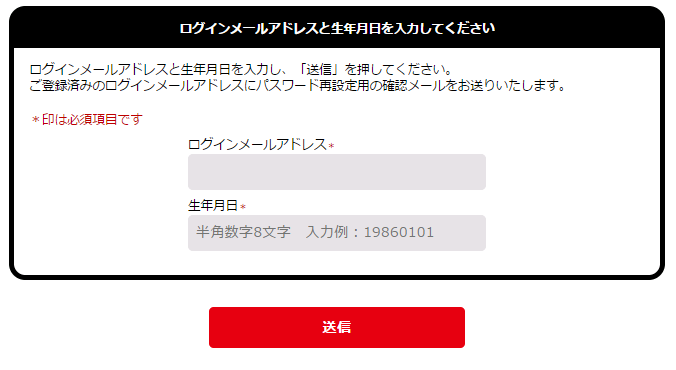 ログインメールアドレスと生年月日を入力してください
ログインメールアドレスと生年月日を入力し、「送信」を押してください。
ご登録済みのログインメールアドレスにパスワード再設定用の確認メールをお送りいたします。
＊印は必須項目です
ログインメールアドレス＊
生年月日＊
半角数字8文字　入力例：19860101
送信